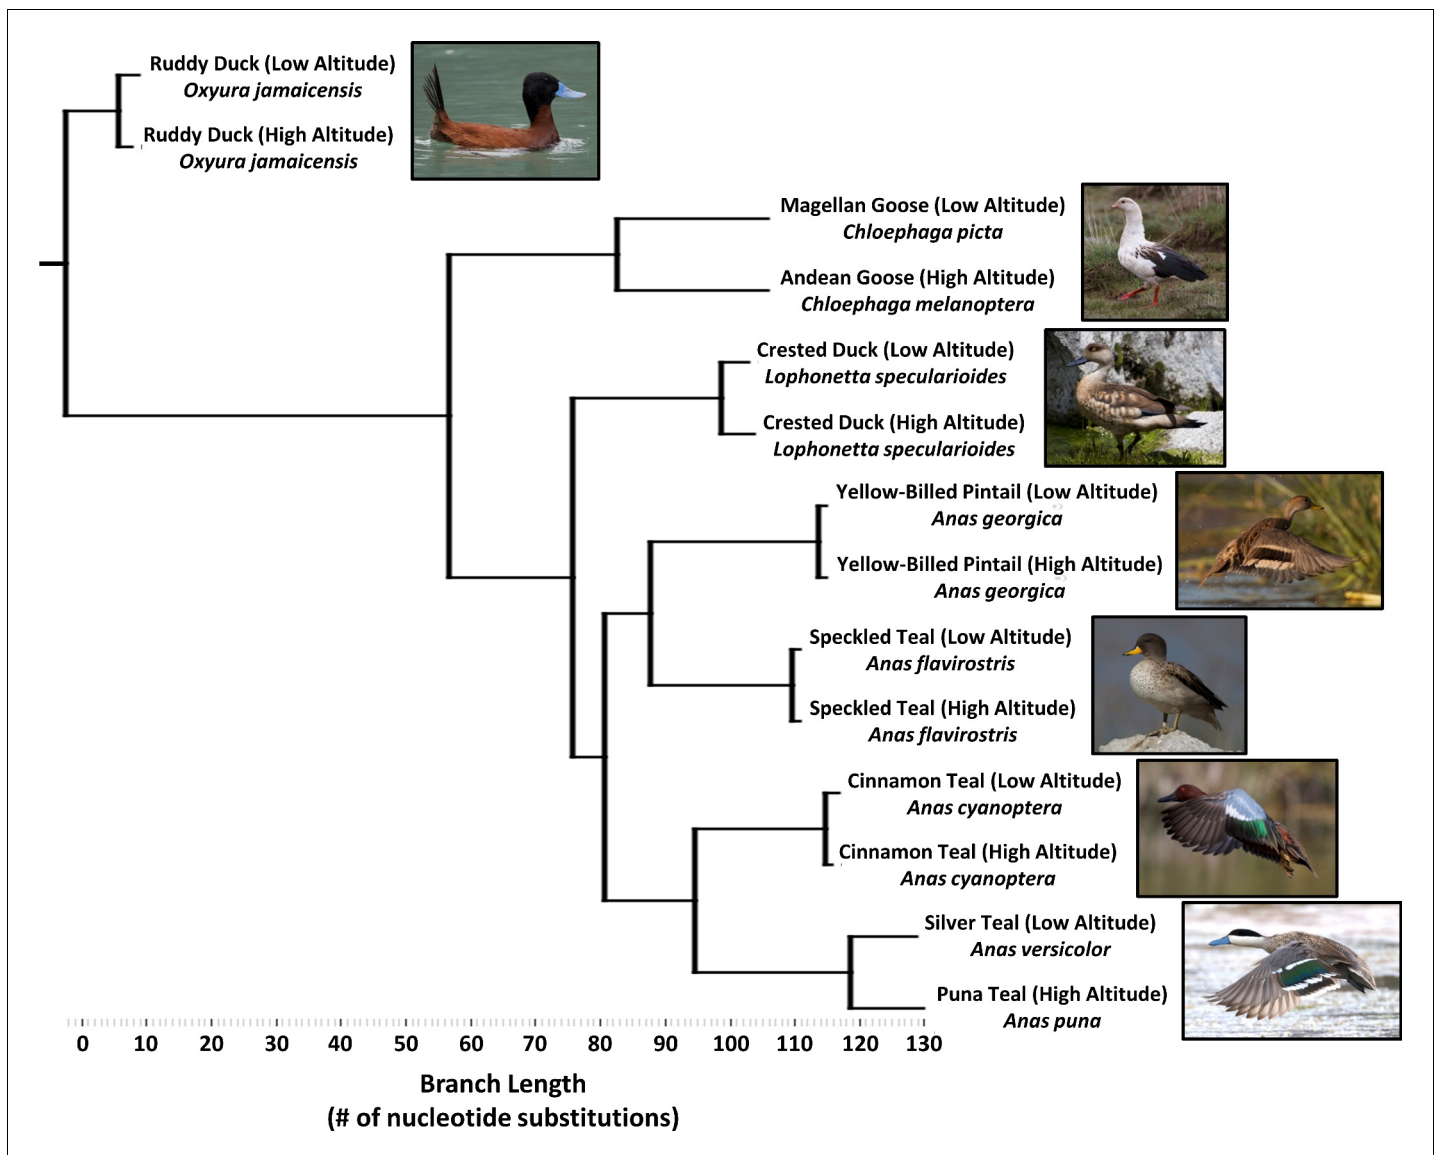 Ruddy Duck (Low Altitude)
Oxyura jamaicensis
Ruddy Duck (High Altitude)
Oxyura jamaicensis
Magellan Goose (Low Altitude)
Chloephaga picta
Andean Goose (High Altitude)
Chloephaga melanoptera
Crested Duck (Low Altitude)
Lophonetta specularioides
Crested Duck (High Altitude)
Lophonetta specularioides
Yellow-Billed Pintail (Low Altitude)
Anas georgica
Yellow-Billed Pintail (High Altitude)
Anas georgica
Speckled Teal (Low Altitude)
Anas flavirostris
Speckled Teal (High Altitude)
Anas flavirostris
Cinnamon Teal (Low Altitude)
Anas cyanoptera
Cinnamon Teal (High Altitude)
Anas cyanoptera
Silver Teal (Low Altitude)
Anas versicolor
Puna Teal (High Altitude)
Anas puna
0 10 20 30 40 50 60 70 80 90 100 110 120 130
Branch Length
(# of nucleotide substitutions)